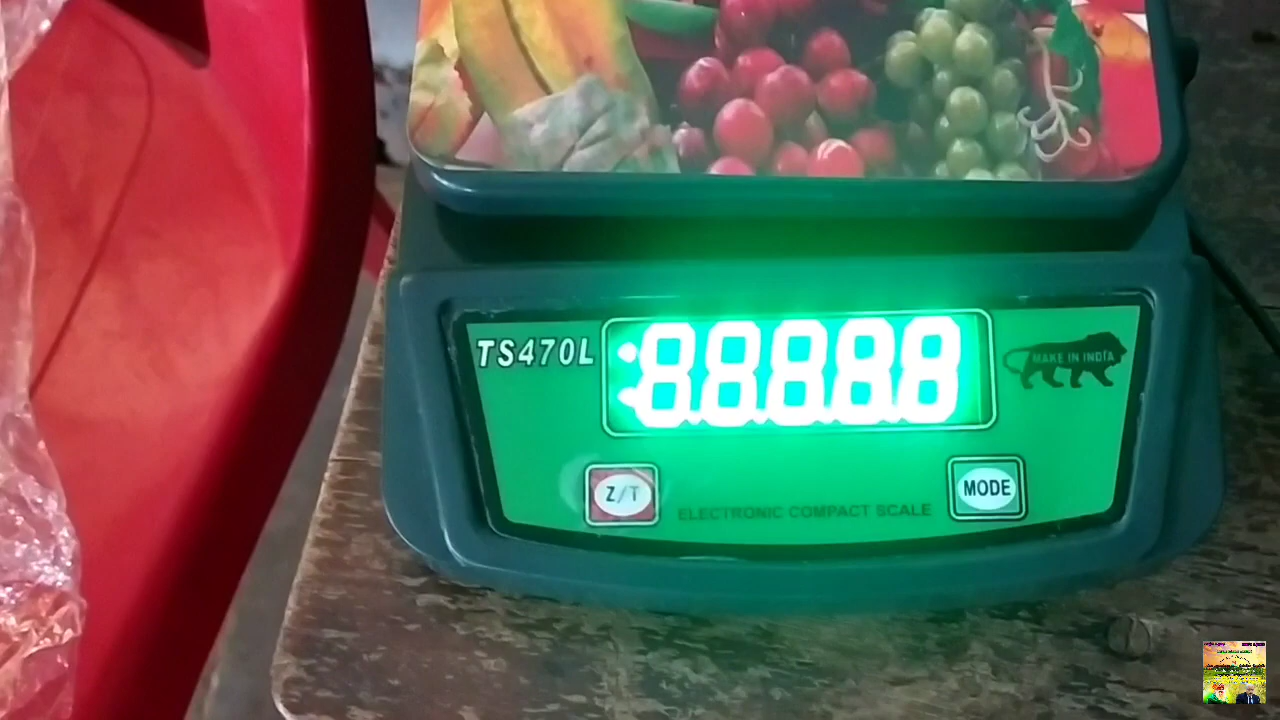 TS470L
88888
MAKE IN INDIA
Z/T
MODE
ELECTRONIC COMPACT SCALE